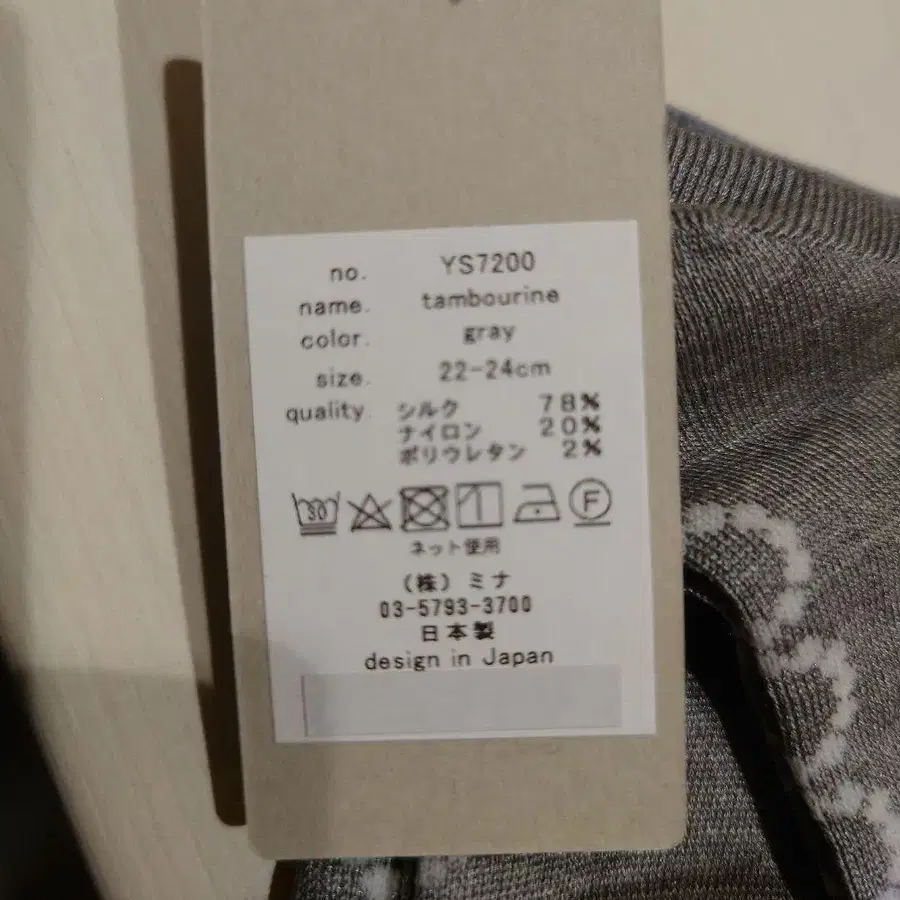 no. YS7200
name. tambourine
color. gray
size. 22-24cm
quality. シルク 78%
ナイロン 20%
ポリウレタン 2%
30 F
ネット使用
(株)ミナ
03-5793-3700
日本製
design in Japan